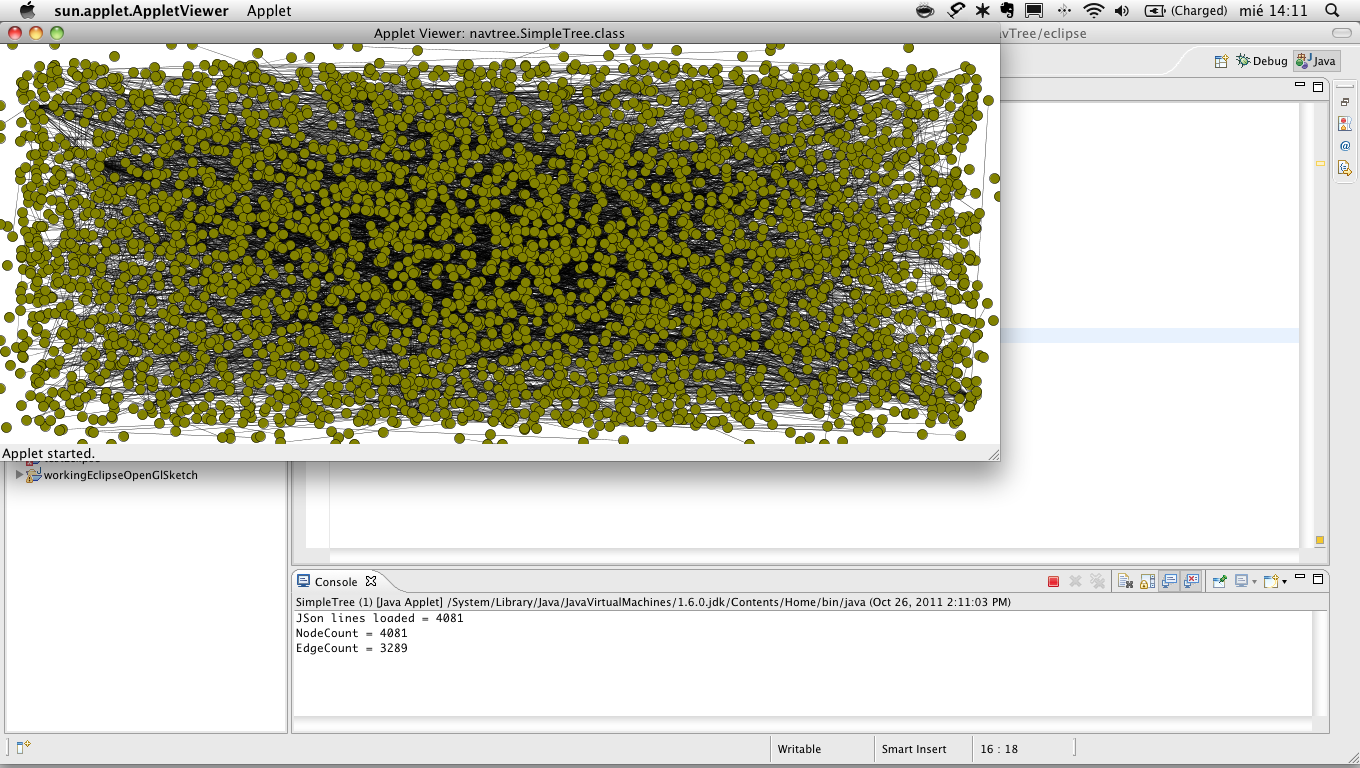 sun.applet.AppletViewer Applet (Charged) mié 14:11
Applet Viewer: navtree.SimpleTree.class
vTree/eclipse
Debug Java
Applet started.
workingEclipseOpenGlSketch
Console
SimpleTree (1) [Java Applet] /System/Library/Java/JavaVirtualMachines/1.6.0.jdk/Contents/Home/bin/java (Oct 26, 2011 2:11:03 PM)
JSon lines loaded = 4081
NodeCount = 4081
EdgeCount = 3289
Writable Smart Insert 16 : 18